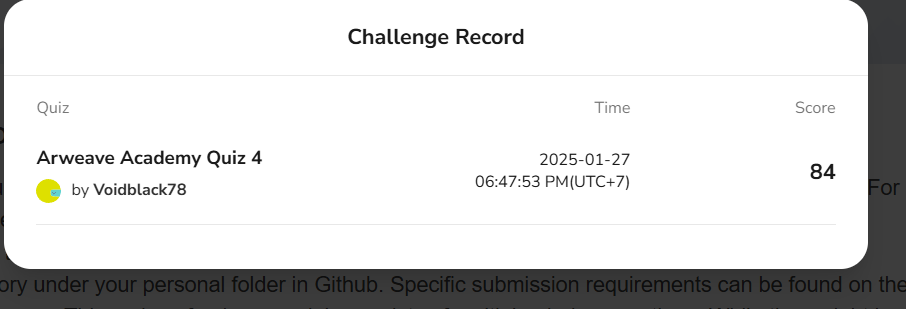 Challenge Record
Quiz Time Score
Arweave Academy Quiz 4
by Voidblack78
2025-01-27
06:47:53 PM(UTC+7)
84
For
ory under your personal folder in Github. Specific submission requirements can be found on the